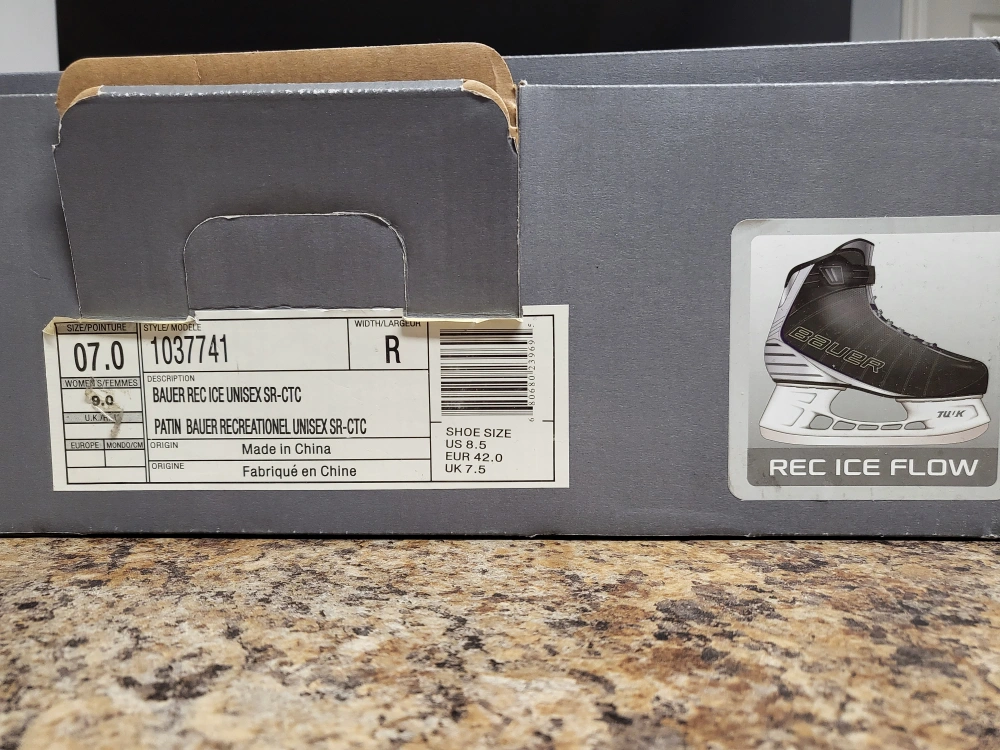 SIZE/POINTURE
07.0
WOMEN'S/FEMMES
9.0
EUROPE
MONDO/CM
STYLE/ MODÈLE
1037741
WIDTH/LARGEUR
R
DESCRIPTION
BAUER REC ICE UNISEX SR-CTC
PATIN BAUER RECREATIONEL UNISEX SR-CTC
ORIGIN
Made in China
ORIGINE
Fabriqué en Chine
SHOE SIZE
US 8.5
EUR 42.0
UK 7.5
BAUER
TUUK
REC ICE FLOW